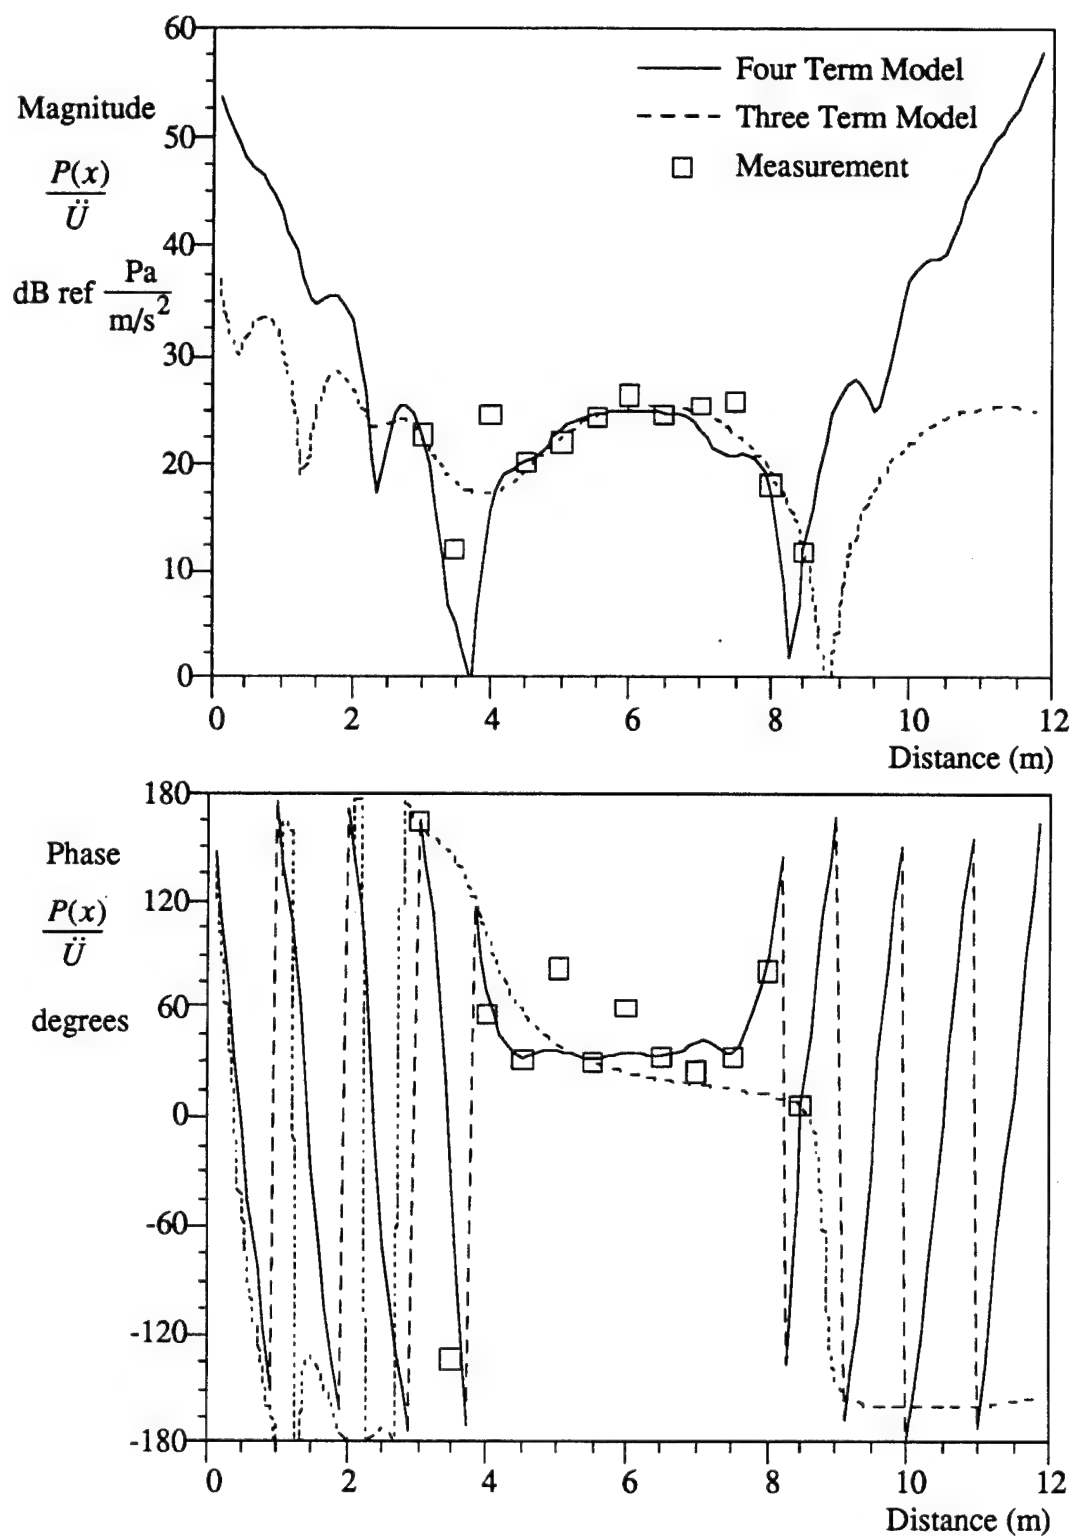 60
50
40
30
20
10
0
Magnitude
P(x)
Ü
dB ref Pa
m/s²
Four Term Model
Three Term Model
Measurement
0 2 4 6 8 10 12
Distance (m)
180
120
60
0
-60
-120
-180
Phase
P(x)
Ü
degrees
0 2 4 6 8 10 12
Distance (m)